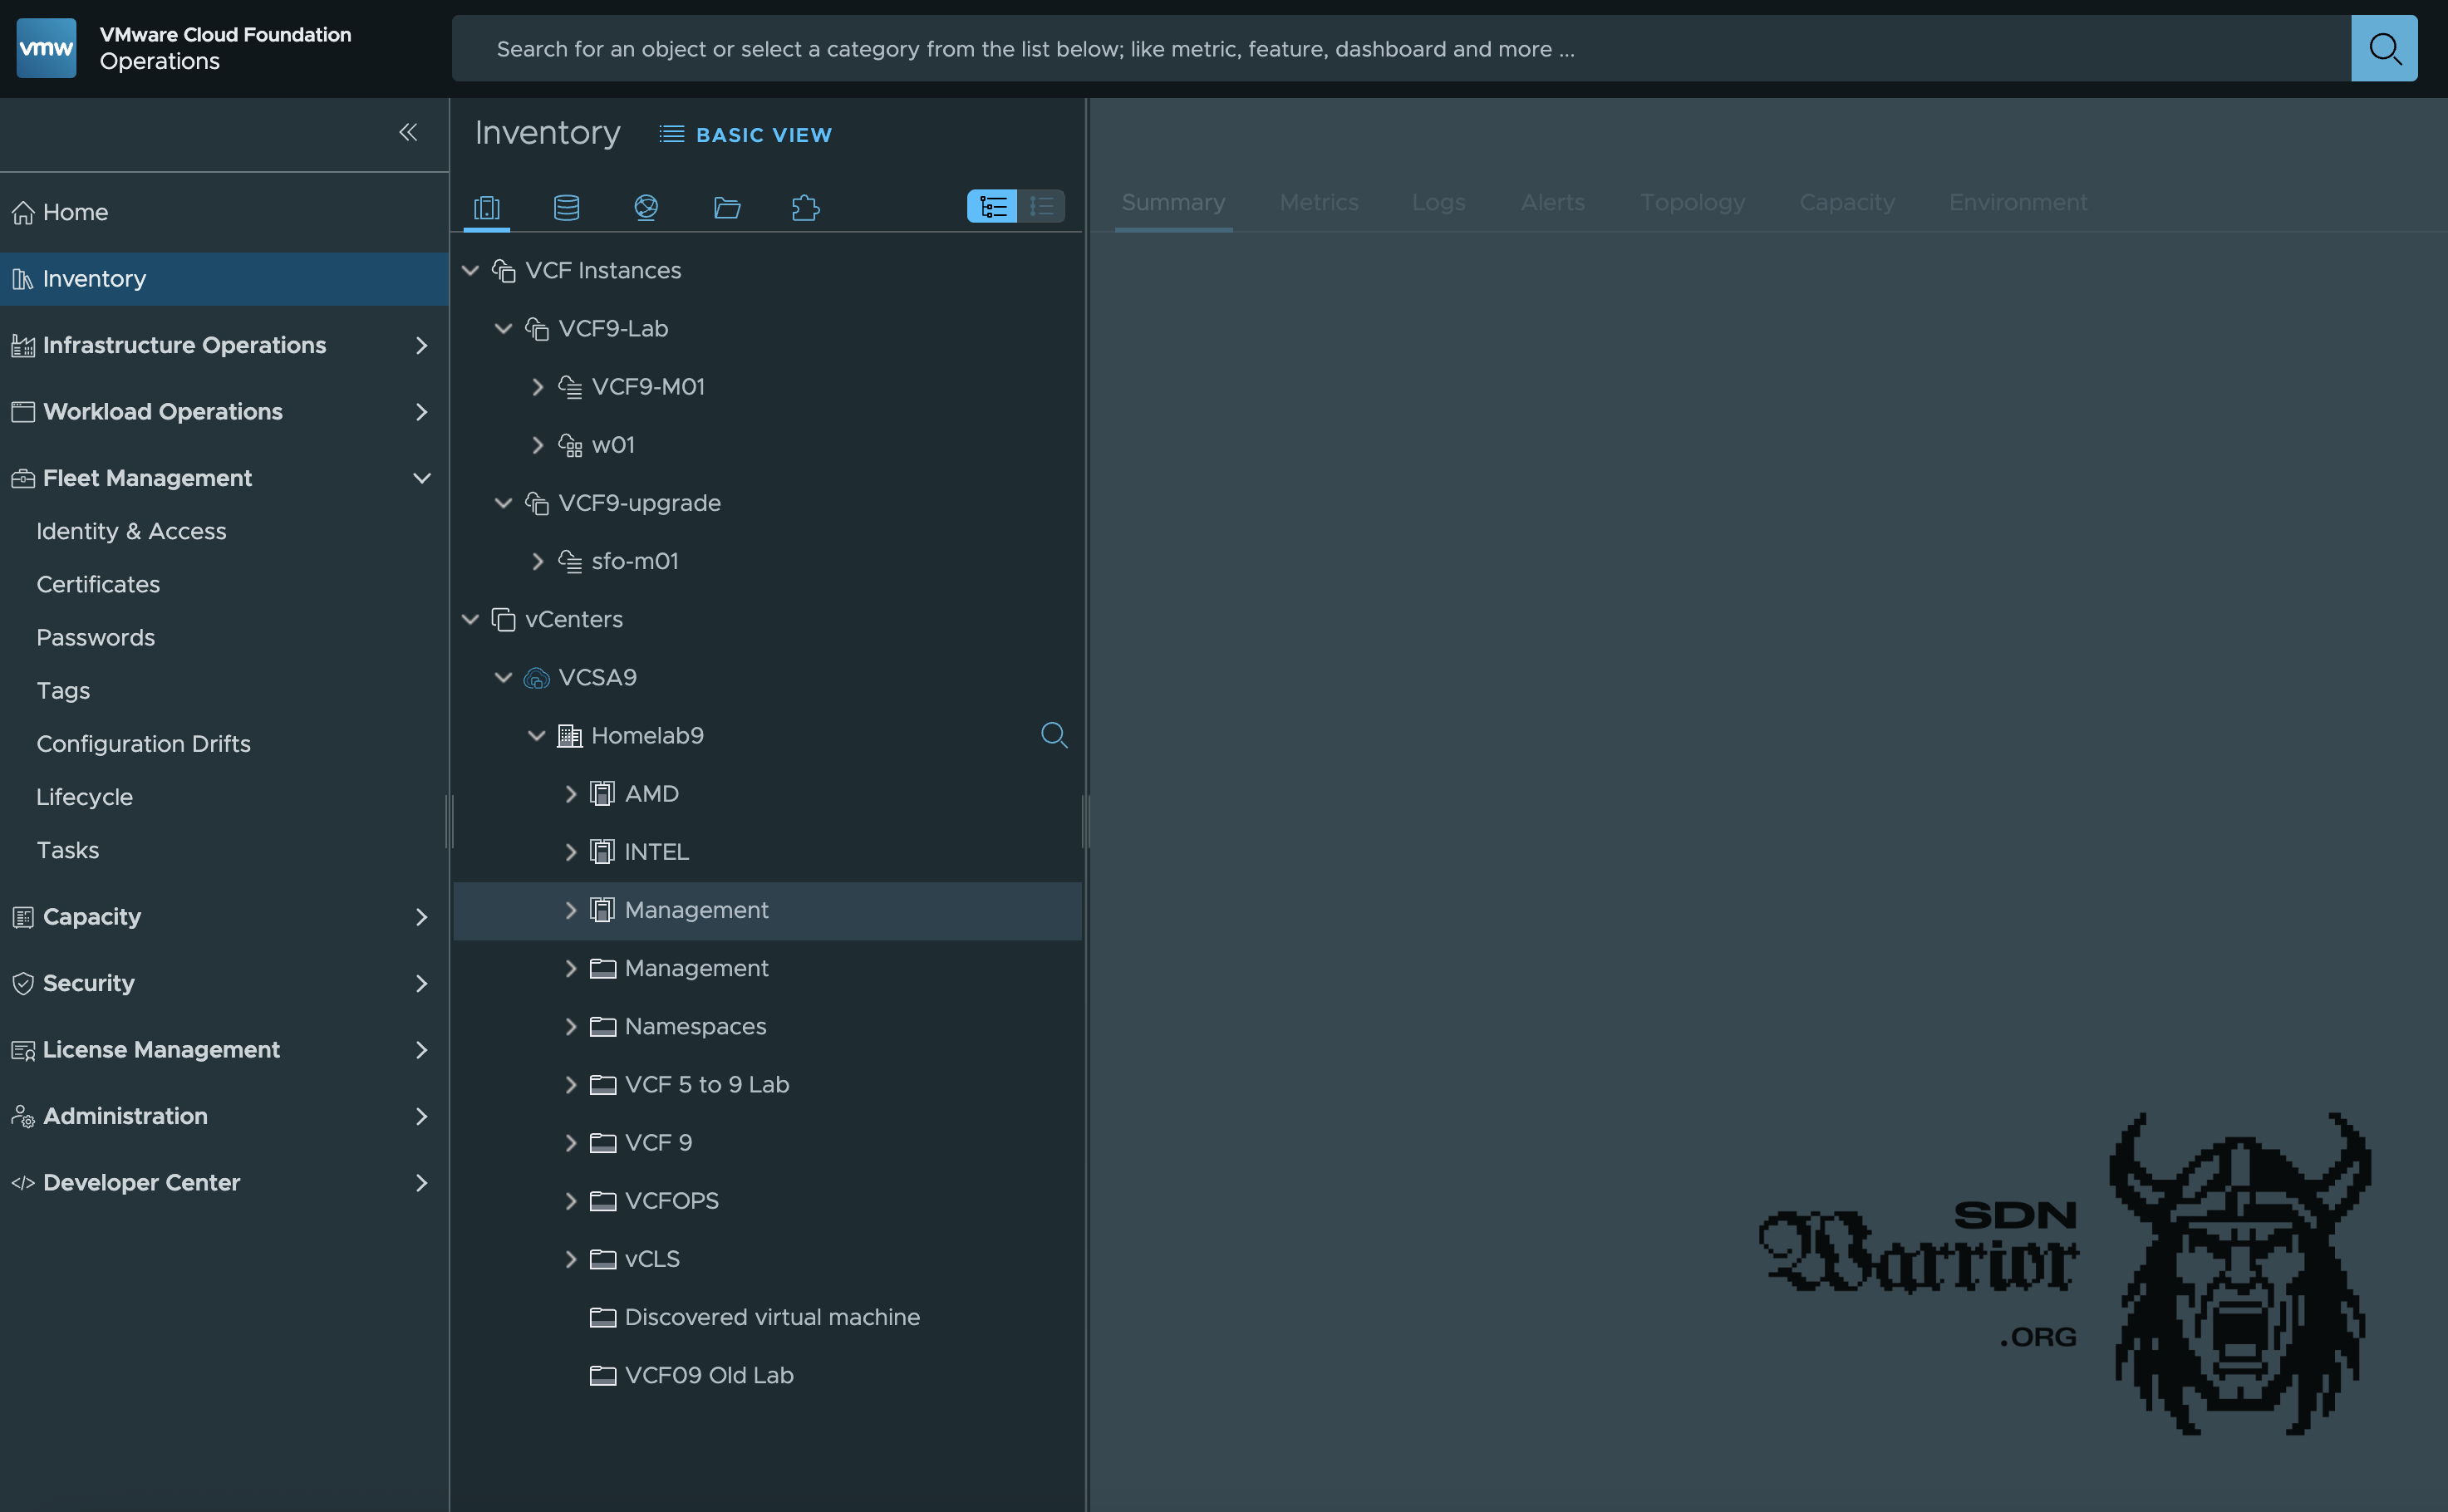 vmw
VMware Cloud Foundation
Operations
Search for an object or select a category from the list below; like metric, feature, dashboard and more ...
Home
Inventory
Infrastructure Operations
Workload Operations
Fleet Management
Identity & Access
Certificates
Passwords
Tags
Configuration Drifts
Lifecycle
Tasks
Capacity
Security
License Management
Administration
</> Developer Center
Inventory
BASIC VIEW
VCF Instances
VCF9-Lab
VCF9-M01
w01
VCF9-upgrade
sfo-m01
vCenters
VCSA9
Homelab9
AMD
INTEL
Management
Management
Namespaces
VCF 5 to 9 Lab
VCF 9
VCFOPS
vCLS
Discovered virtual machine
VCF09 Old Lab
Summary Metrics Logs Alerts Topology Capacity Environment
SDN
Warrior
.ORG